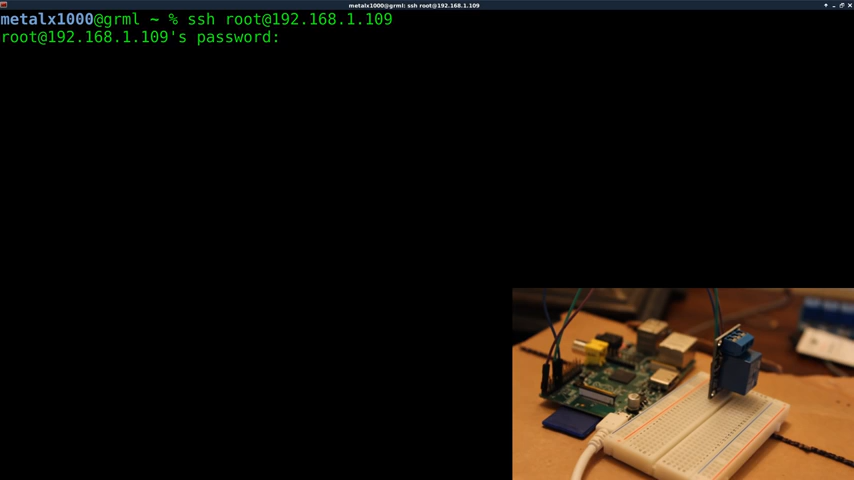 metalx1000@grml: ssh root@192.168.1.109
metalx1000@grml ~ % ssh root@192.168.1.109
root@192.168.1.109's password: